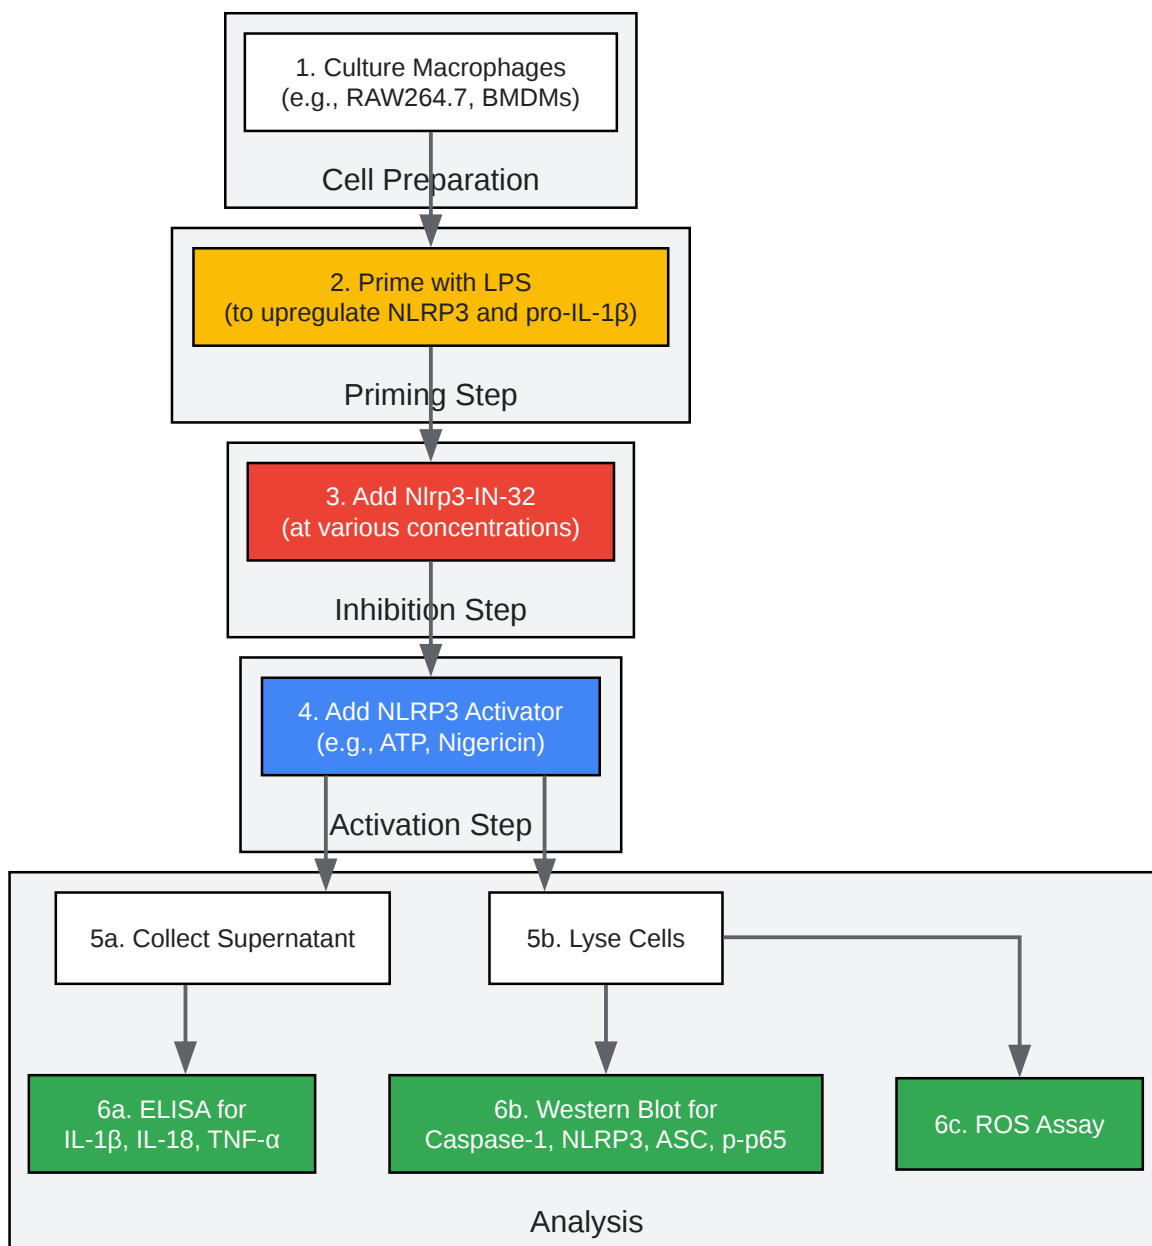 1. Culture Macrophages
(e.g., RAW264.7, BMDMs)
Cell Preparation
2. Prime with LPS
(to upregulate NLRP3 and pro-IL-1β)
Priming Step
3. Add Nlrp3-IN-32
(at various concentrations)
Inhibition Step
4. Add NLRP3 Activator
(e.g., ATP, Nigericin)
Activation Step
5a. Collect Supernatant
5b. Lyse Cells
6a. ELISA for
IL-1β, IL-18, TNF-α
6b. Western Blot for
Caspase-1, NLRP3, ASC, p-p65
6c. ROS Assay
Analysis